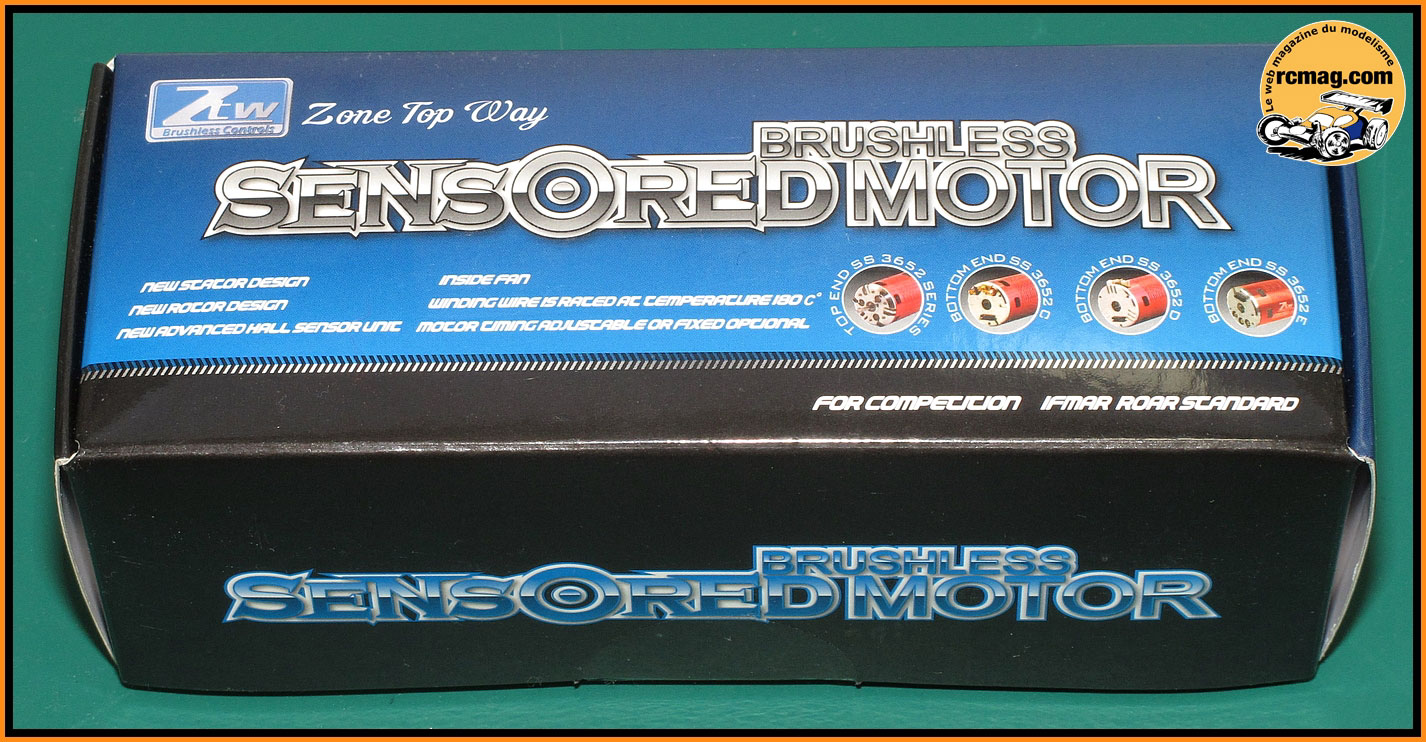 Ztw
Brushless Controls
Zone Top Way
BRUSHLESS
SENSORED MOTOR
NEW STATOR DESIGN
NEW ROTOR DESIGN
NEW ADVANCED HALL SENSOR UNIT
INSIDE FAN
WINDING WIRE IS RATED AT TEMPERATURE 180 C°
MOTOR TIMING ADJUSTABLE OR FIXED OPTIONAL
TOP END SS 3652 SERIES
BOTTOM END SS 3652 C
BOTTOM END SS 3652 D
BOTTOM END SS 3652 E
FOR COMPETITION IFMAR ROAR STANDARD
BRUSHLESS
SENSORED MOTOR
Le web magazine du modelisme
rcmag.com